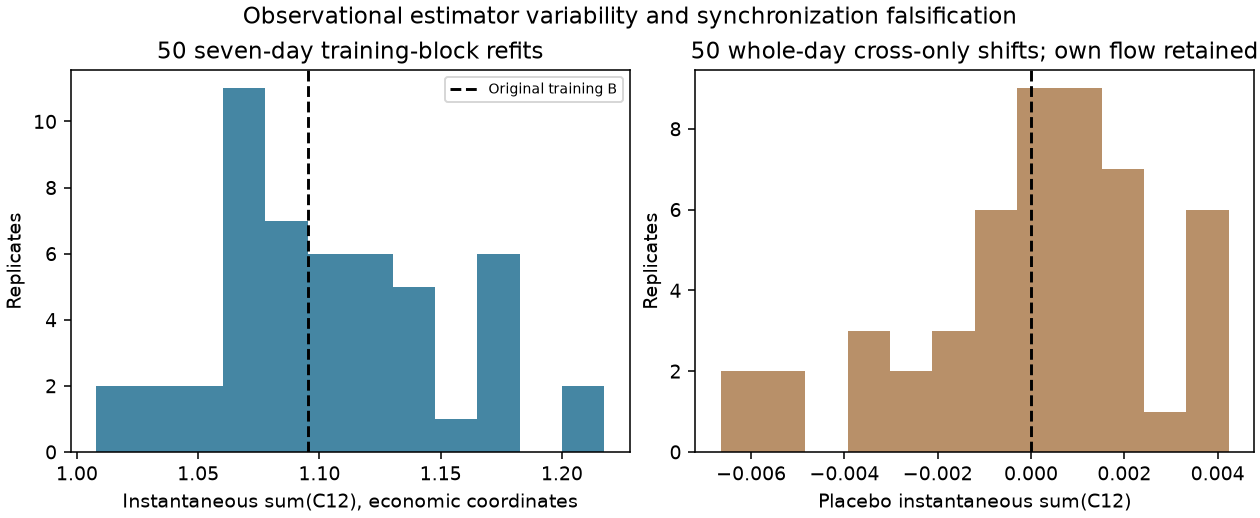 Observational estimator variability and synchronization falsification
50 seven-day training-block refits
Original training B
Replicates
0
2
4
6
8
10
1.00
1.05
1.10
1.15
1.20
Instantaneous sum(C12), economic coordinates
50 whole-day cross-only shifts; own flow retained
Replicates
0
2
4
6
8
−0.006
−0.004
−0.002
0.000
0.002
0.004
Placebo instantaneous sum(C12)